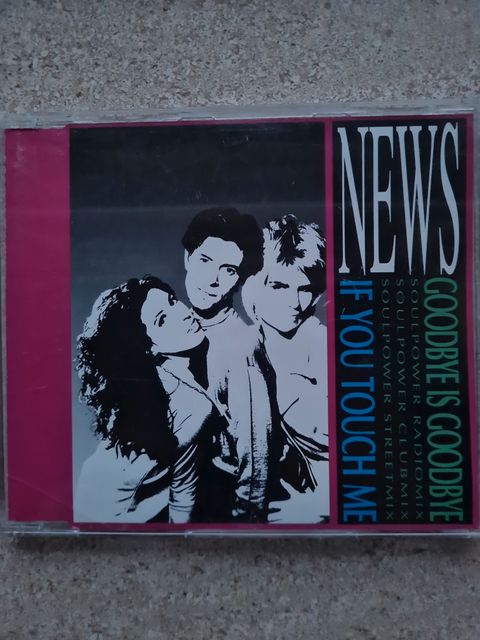 NEWS
GOODBYE IS GOODBYE
SOULPOWER RADIOMIX
SOULPOWER CLUBMIX
SOULPOWER STREETMIX
IF YOU TOUCH ME